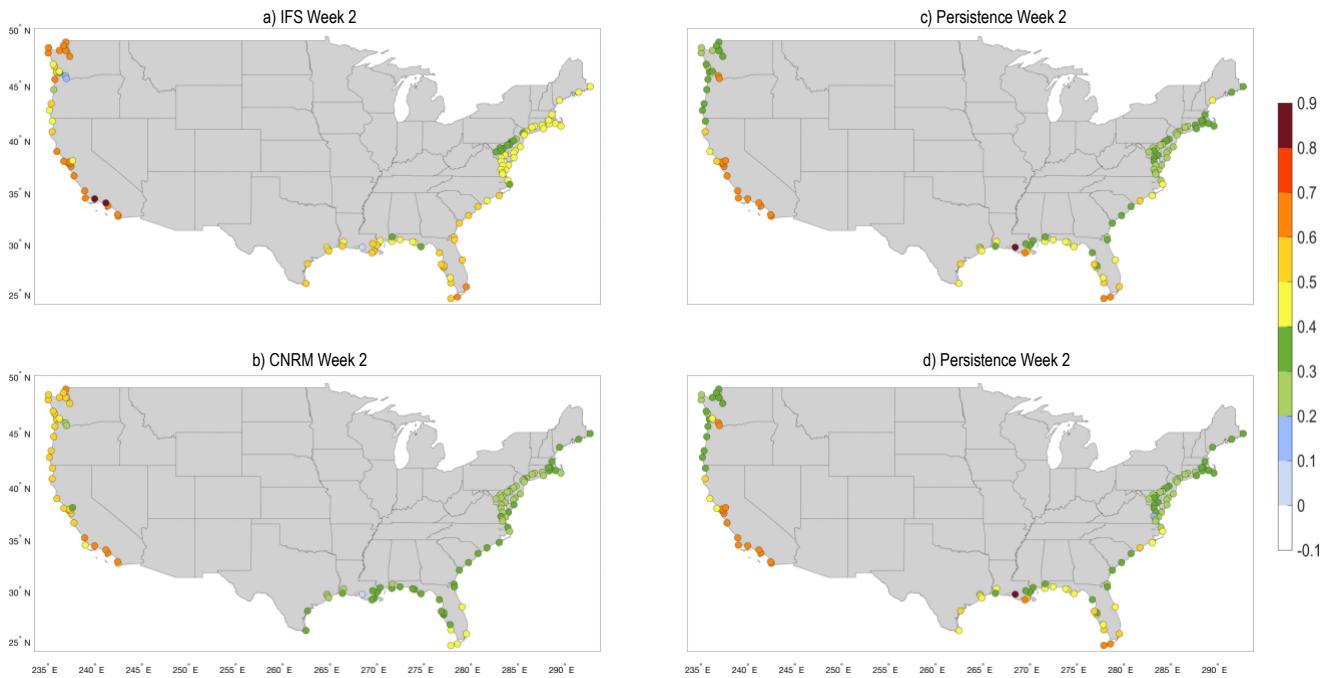 a) IFS Week 2
50° N
45° N
40° N
35° N
30° N
25° N
c) Persistence Week 2
b) CNRM Week 2
50° N
45° N
40° N
35° N
30° N
25° N
235° E 240° E 245° E 250° E 255° E 260° E 265° E 270° E 275° E 280° E 285° E 290° E
d) Persistence Week 2
235° E 240° E 245° E 250° E 255° E 260° E 265° E 270° E 275° E 280° E 285° E 290° E
0.9
0.8
0.7
0.6
0.5
0.4
0.3
0.2
0.1
0
-0.1